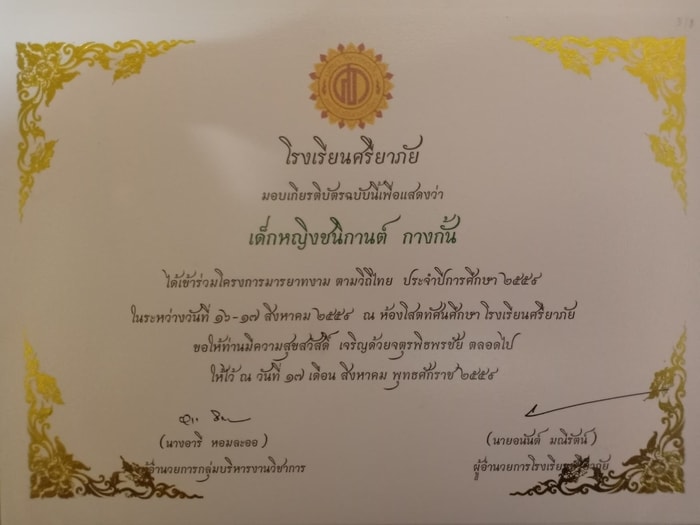 โรงเรียนศรียาภัย
มอบเกียรติบัตรฉบับนี้เพื่อแสดงว่า
เด็กหญิงชนิกานต์ กางกั้น
ได้เข้าร่วมโครงการมารยาทงาม ตามวิถีไทย ประจำปีการศึกษา ๒๕๕๙
ในระหว่างวันที่ ๑๖-๑๗ สิงหาคม ๒๕๕๙ ณ ห้องโสตทัศนศึกษา โรงเรียนศรียาภัย
ขอให้ท่านมีความสุขสวัสดิ์ เจริญด้วยจตุรพิธพรชัย ตลอดไป
ให้ไว้ ณ วันที่ ๑๗ เดือน สิงหาคม พุทธศักราช ๒๕๕๙
(นางอารี หอมละออ)
ผู้อำนวยการกลุ่มบริหารงานวิชาการ
(นายอนันต์ มณีรัตน์)
ผู้อำนวยการโรงเรียนศรียาภัย